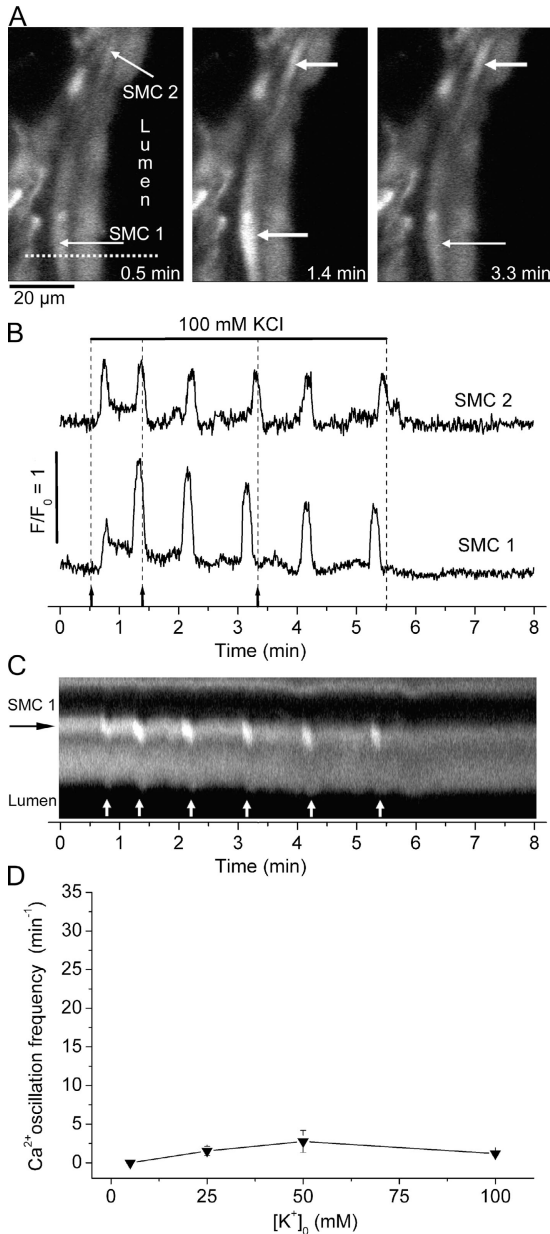 A
SMC 2
Lumen
SMC 1
0.5 min
1.4 min
3.3 min
20 µm
B
100 mM KCl
SMC 2
F/F₀ = 1
SMC 1
0 1 2 3 4 5 6 7 8
Time (min)
C
SMC 1
Lumen
0 1 2 3 4 5 6 7 8
Time (min)
D
Ca²⁺ oscillation frequency (min⁻¹)
35
30
25
20
15
10
5
0
0 25 50 75 100
[K⁺]₀ (mM)